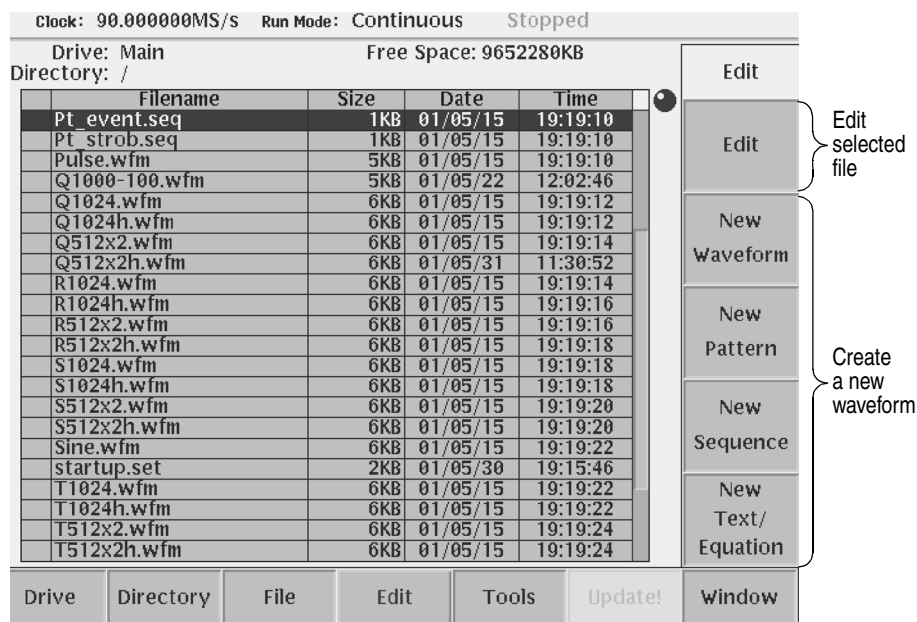 Clock: 90.000000MS/s Run Mode: Continuous Stopped
Drive: Main Free Space: 9652280KB
Directory: /
Filename Size Date Time
Pt_event.seq 1KB 01/05/15 19:19:10
Pt_strob.seq 1KB 01/05/15 19:19:10
Pulse.wfm 5KB 01/05/15 19:19:10
Q1000-100.wfm 5KB 01/05/22 12:02:46
Q1024.wfm 6KB 01/05/15 19:19:12
Q1024h.wfm 6KB 01/05/15 19:19:12
Q512x2.wfm 6KB 01/05/15 19:19:14
Q512x2h.wfm 6KB 01/05/31 11:30:52
R1024.wfm 6KB 01/05/15 19:19:14
R1024h.wfm 6KB 01/05/15 19:19:16
R512x2.wfm 6KB 01/05/15 19:19:16
R512x2h.wfm 6KB 01/05/15 19:19:18
S1024.wfm 6KB 01/05/15 19:19:18
S1024h.wfm 6KB 01/05/15 19:19:18
S512x2.wfm 6KB 01/05/15 19:19:20
S512x2h.wfm 6KB 01/05/15 19:19:20
Sine.wfm 6KB 01/05/15 19:19:22
startup.set 2KB 01/05/30 19:15:46
T1024.wfm 6KB 01/05/15 19:19:22
T1024h.wfm 6KB 01/05/15 19:19:22
T512x2.wfm 6KB 01/05/15 19:19:24
T512x2h.wfm 6KB 01/05/15 19:19:24
Edit
Edit
New
Waveform
New
Pattern
New
Sequence
New
Text/
Equation
Edit
selected
file
Create
a new
waveform
Drive Directory File Edit Tools Update! Window